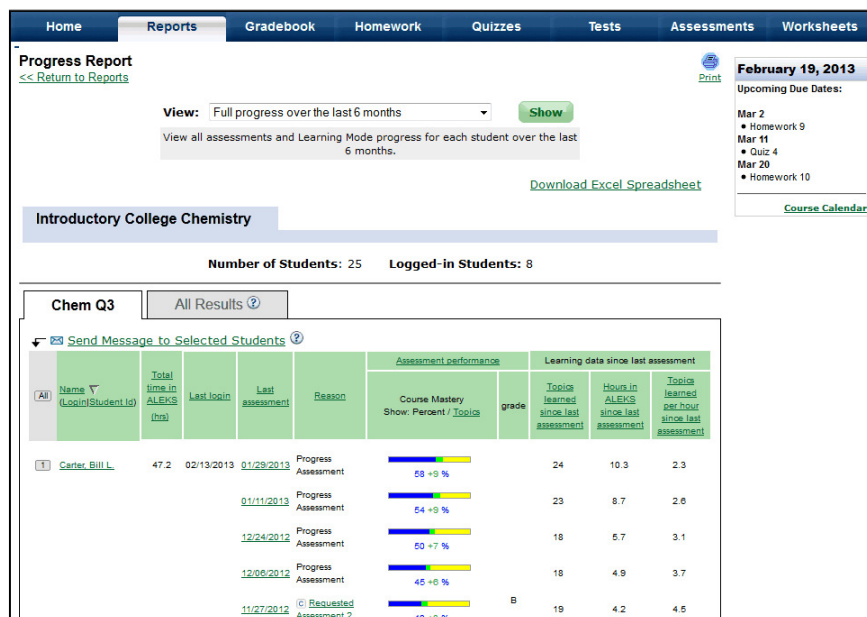 Home Reports Gradebook Homework Quizzes Tests Assessments Worksheets
Progress Report
<< Return to Reports
Print
View: Full progress over the last 6 months Show
View all assessments and Learning Mode progress for each student over the last
6 months.
Download Excel Spreadsheet
February 19, 2013
Upcoming Due Dates:
Mar 2
• Homework 9
Mar 11
• Quiz 4
Mar 20
• Homework 10
Course Calendar
Introductory College Chemistry
Number of Students: 25 Logged-in Students: 8
Chem Q3 All Results ?
Send Message to Selected Students ?
Assessment performance Learning data since last assessment
All
Name
(Login|Student Id)
Total
time in
ALEKS
(hrs)
Last login
Last
assessment
Reason
Course Mastery
Show: Percent / Topics
grade
Topics
learned
since last
assessment
Hours in
ALEKS
since last
assessment
Topics
learned
per hour
since last
assessment
1 Carter, Bill L. 47.2 02/13/2013 01/29/2013 Progress
Assessment
58 +9 % 24 10.3 2.3
01/11/2013 Progress
Assessment
54 +9 % 23 8.7 2.6
12/24/2012 Progress
Assessment
50 +7 % 18 5.7 3.1
12/06/2012 Progress
Assessment
45 +6 % 18 4.9 3.7
11/27/2012 C Requested
Assessment 2
B 19 4.2 4.5